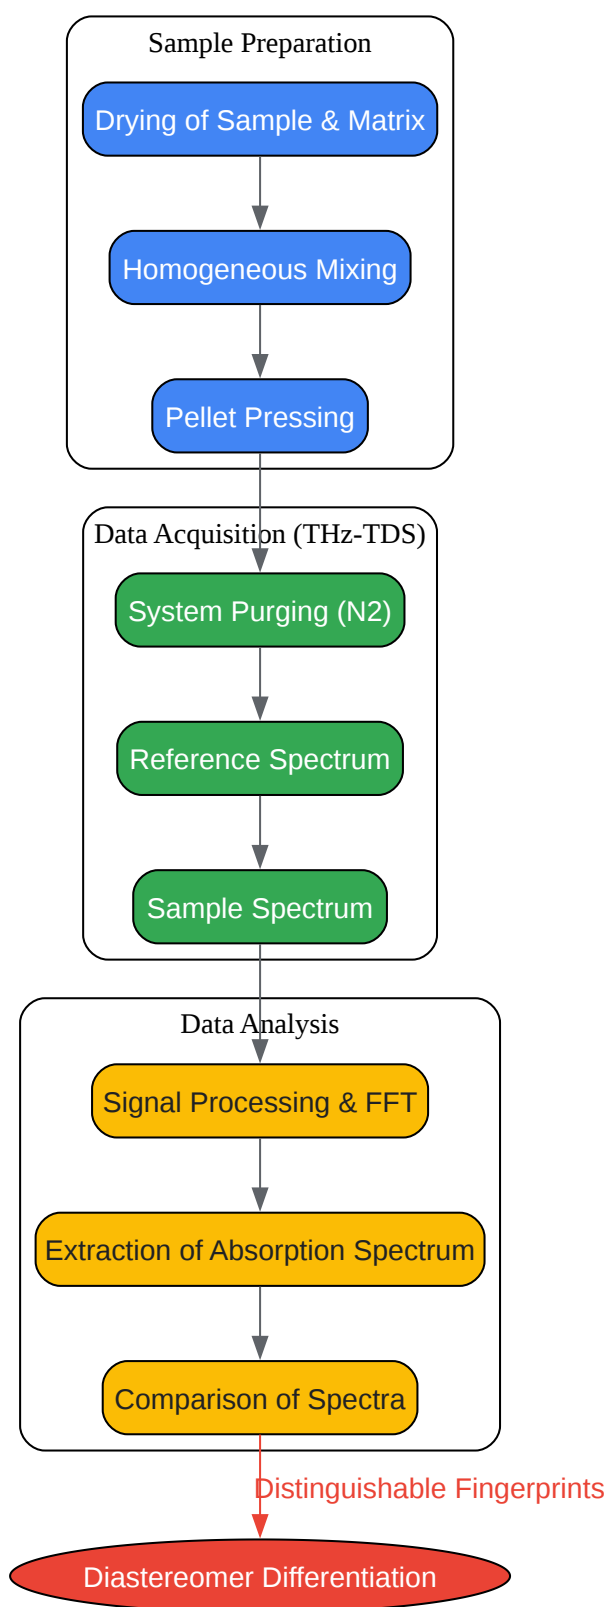 Sample Preparation
Drying of Sample & Matrix
Homogeneous Mixing
Pellet Pressing
Data Acquisition (THz-TDS)
System Purging (N2)
Reference Spectrum
Sample Spectrum
Data Analysis
Signal Processing & FFT
Extraction of Absorption Spectrum
Comparison of Spectra
Distinguishable Fingerprints
Diastereomer Differentiation